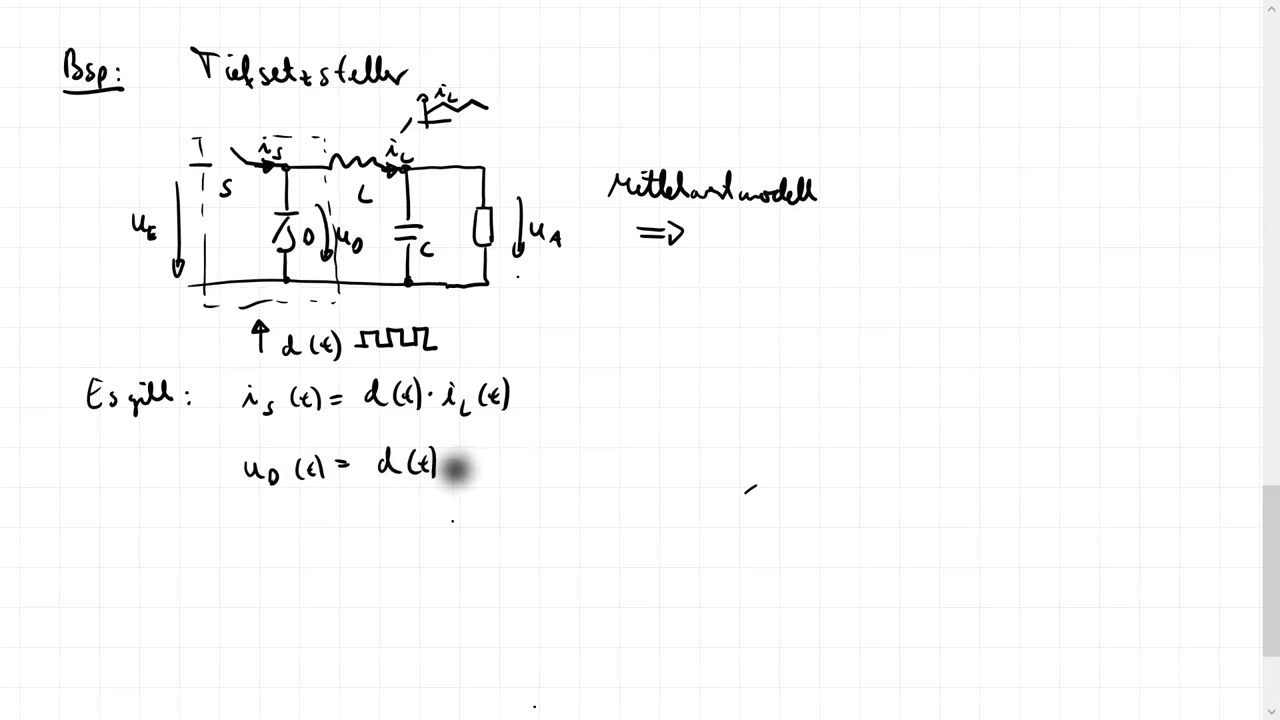 Bsp: Tiefsetzsteller
i_L
i_S i_L
S L
u_E D u_D C u_A
Mittelwertmodell
⇒
d(t)
Es gilt: i_S(t) = d(t) · i_L(t)
u_D(t) = d(t)